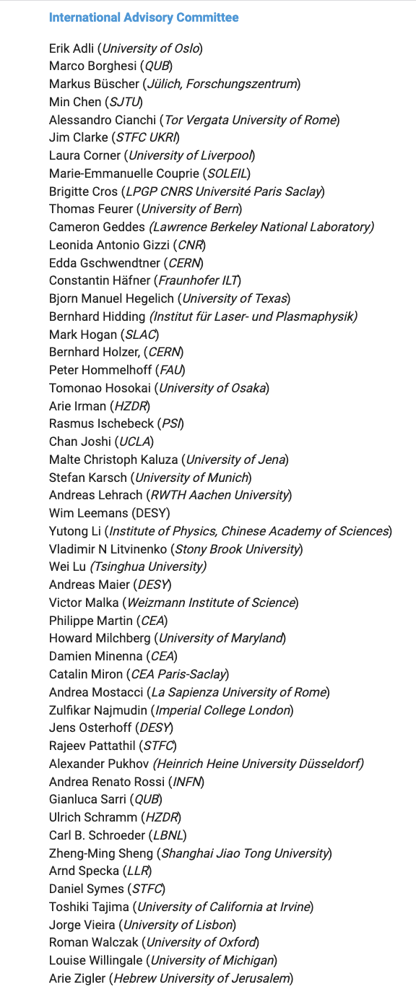 International Advisory Committee
Erik Adli (University of Oslo)
Marco Borghesi (QUB)
Markus Büscher (Jülich, Forschungszentrum)
Min Chen (SJTU)
Alessandro Cianchi (Tor Vergata University of Rome)
Jim Clarke (STFC UKRI)
Laura Corner (University of Liverpool)
Marie-Emmanuelle Couprie (SOLEIL)
Brigitte Cros (LPGP CNRS Université Paris Saclay)
Thomas Feurer (University of Bern)
Cameron Geddes (Lawrence Berkeley National Laboratory)
Leonida Antonio Gizzi (CNR)
Edda Gschwendtner (CERN)
Constantin Häfner (Fraunhofer ILT)
Bjorn Manuel Hegelich (University of Texas)
Bernhard Hidding (Institut für Laser- und Plasmaphysik)
Mark Hogan (SLAC)
Bernhard Holzer, (CERN)
Peter Hommelhoff (FAU)
Tomonao Hosokai (University of Osaka)
Arie Irman (HZDR)
Rasmus Ischebeck (PSI)
Chan Joshi (UCLA)
Malte Christoph Kaluza (University of Jena)
Stefan Karsch (University of Munich)
Andreas Lehrach (RWTH Aachen University)
Wim Leemans (DESY)
Yutong Li (Institute of Physics, Chinese Academy of Sciences)
Vladimir N Litvinenko (Stony Brook University)
Wei Lu (Tsinghua University)
Andreas Maier (DESY)
Victor Malka (Weizmann Institute of Science)
Philippe Martin (CEA)
Howard Milchberg (University of Maryland)
Damien Minenna (CEA)
Catalin Miron (CEA Paris-Saclay)
Andrea Mostacci (La Sapienza University of Rome)
Zulfikar Najmudin (Imperial College London)
Jens Osterhoff (DESY)
Rajeev Pattathil (STFC)
Alexander Pukhov (Heinrich Heine University Düsseldorf)
Andrea Renato Rossi (INFN)
Gianluca Sarri (QUB)
Ulrich Schramm (HZDR)
Carl B. Schroeder (LBNL)
Zheng-Ming Sheng (Shanghai Jiao Tong University)
Arnd Specka (LLR)
Daniel Symes (STFC)
Toshiki Tajima (University of California at Irvine)
Jorge Vieira (University of Lisbon)
Roman Walczak (University of Oxford)
Louise Willingale (University of Michigan)
Arie Zigler (Hebrew University of Jerusalem)